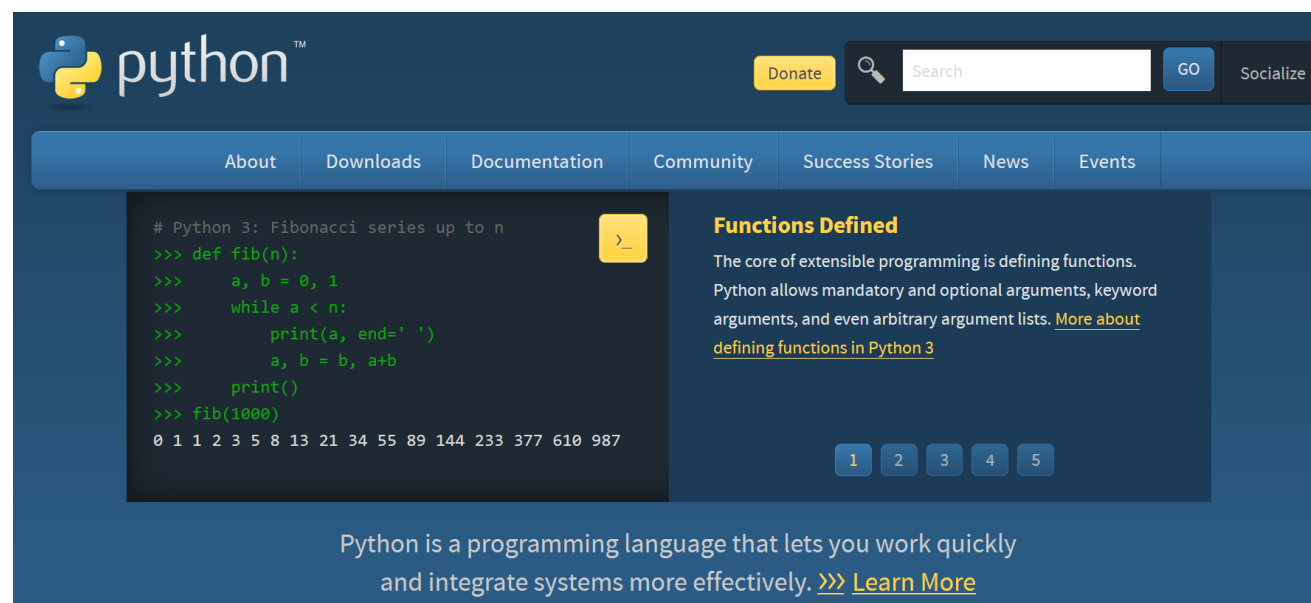 python™
Donate
Search
GO
Socialize
About
Downloads
Documentation
Community
Success Stories
News
Events
# Python 3: Fibonacci series up to n
>>> def fib(n):
>>>     a, b = 0, 1
>>>     while a < n:
>>>         print(a, end=' ')
>>>         a, b = b, a+b
>>>     print()
>>> fib(1000)
0 1 1 2 3 5 8 13 21 34 55 89 144 233 377 610 987
>_
Functions Defined
The core of extensible programming is defining functions.
Python allows mandatory and optional arguments, keyword
arguments, and even arbitrary argument lists. More about
defining functions in Python 3
1
2
3
4
5
Python is a programming language that lets you work quickly
and integrate systems more effectively. >>> Learn More